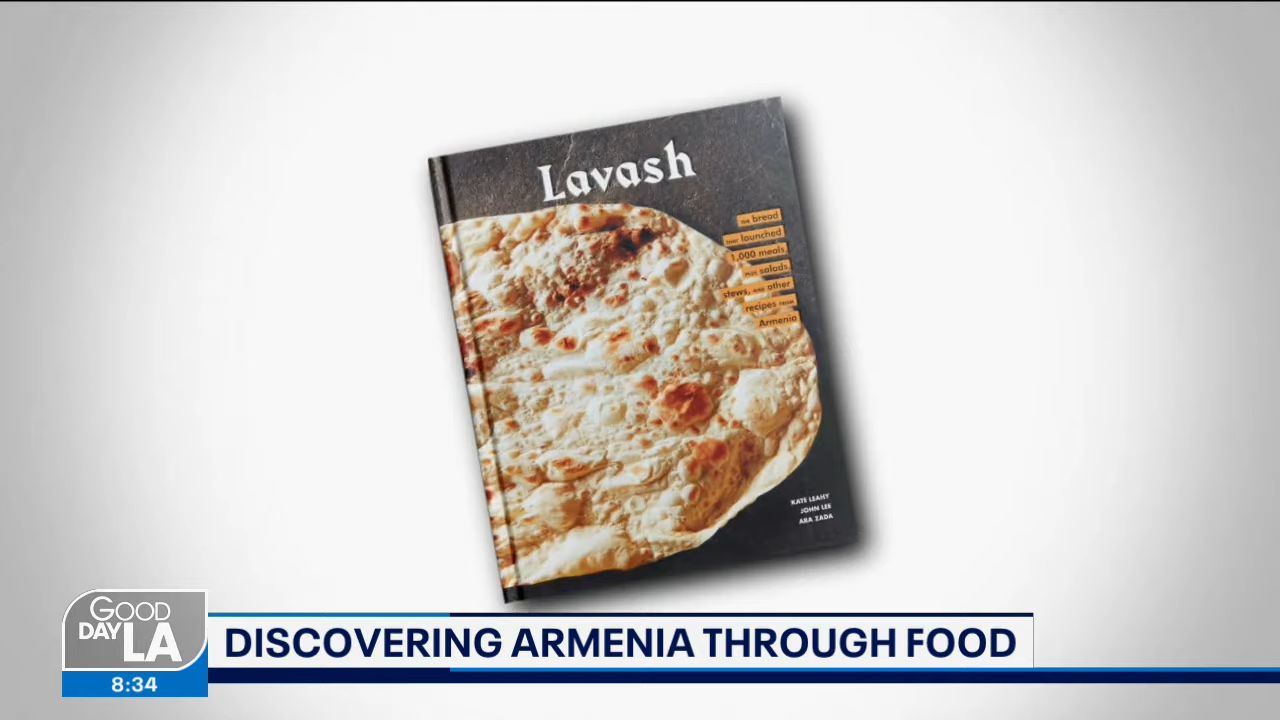 Lavash
THE bread
THAT launched
1,000 meals,
PLUS salads,
stews, AND other
recipes FROM
Armenia
KATE LEAHY
JOHN LEE
ARA ZADA
GOOD
DAY LA
8:34
DISCOVERING ARMENIA THROUGH FOOD